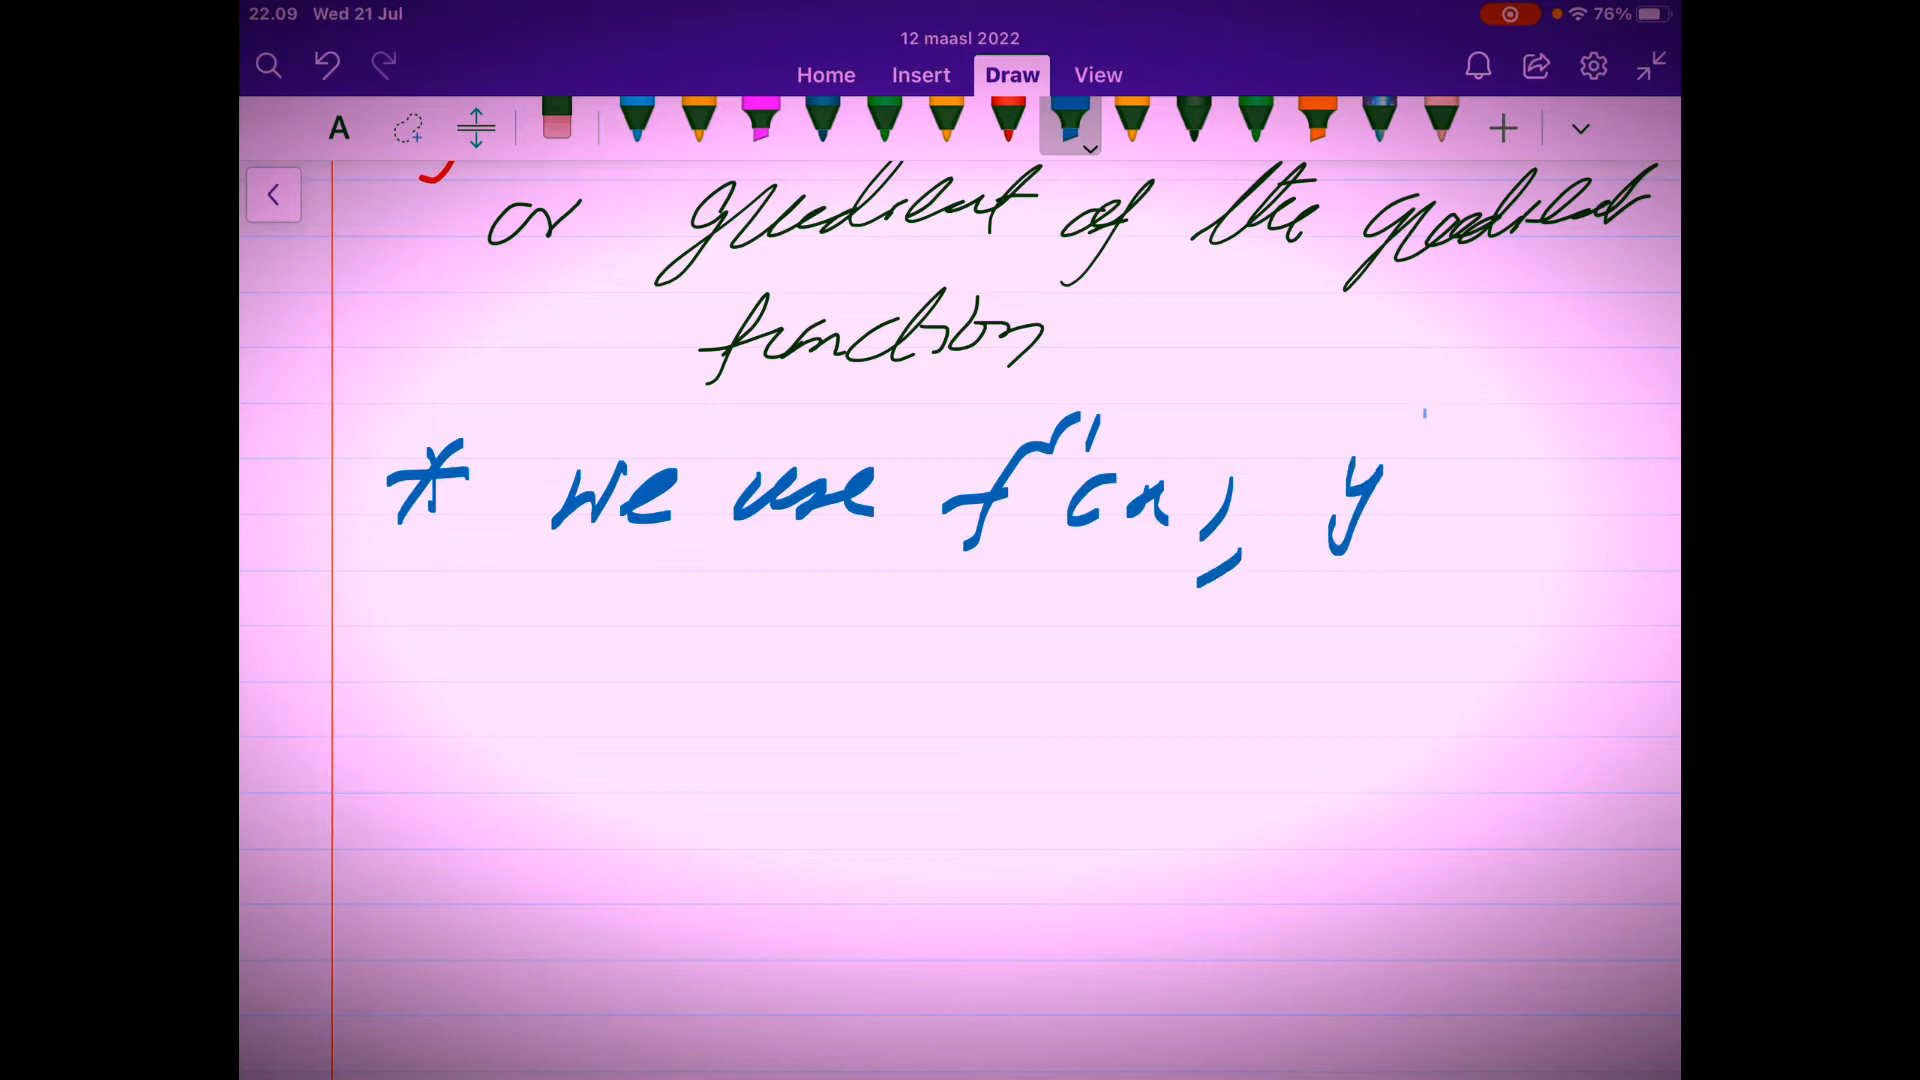 22.09 Wed 21 Jul
76%
12 maasl 2022
Home Insert Draw View
A
or gradient of the gradient
function
* we use f'(x), y'